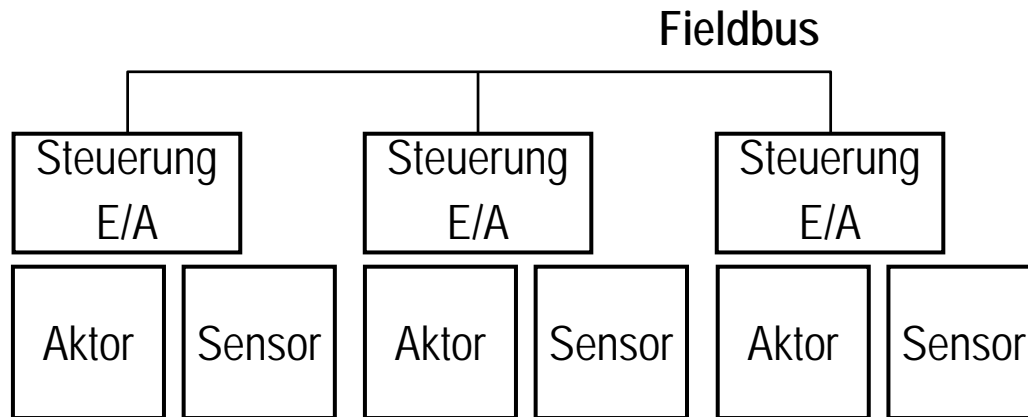 Fieldbus
Steuerung
E/A
Steuerung
E/A
Steuerung
E/A
Aktor
Sensor
Aktor
Sensor
Aktor
Sensor